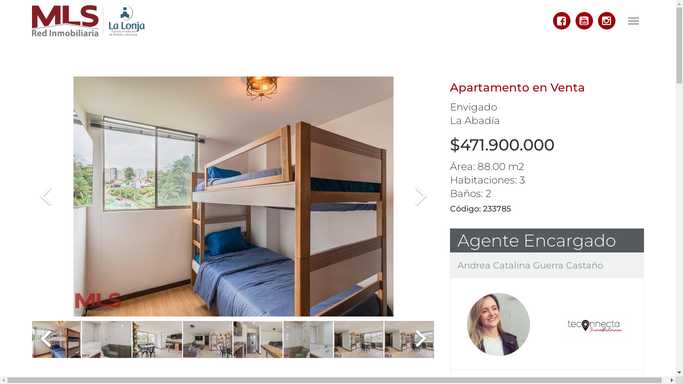 MLS
Red Inmobiliaria
La Lonja
Apartamento en Venta
Envigado
La Abadía
$471.900.000
Área: 88.00 m2
Habitaciones: 3
Baños: 2
Código: 233785
MLS
Agente Encargado
Andrea Catalina Guerra Castaño
teconnecta